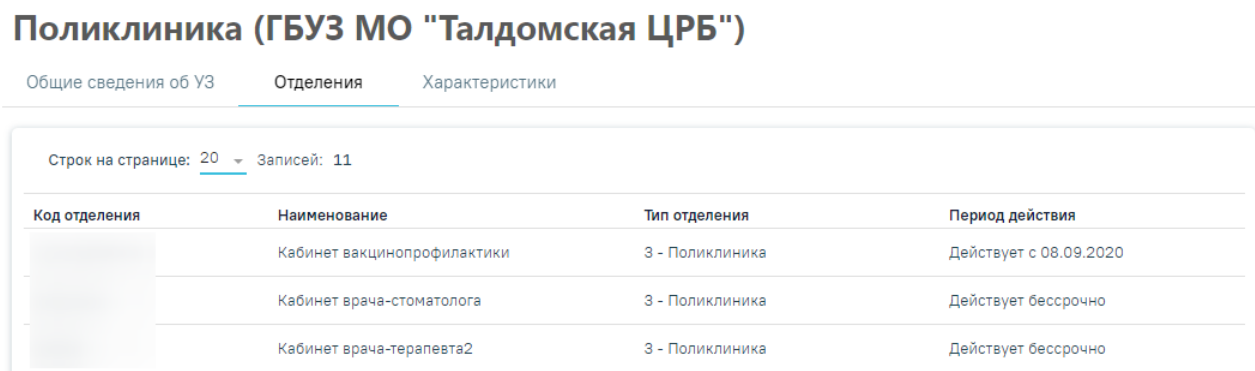 Поликлиника (ГБУЗ МО "Талдомская ЦРБ")
Общие сведения об УЗ Отделения Характеристики
Строк на странице: 20 Записей: 11
Код отделения Наименование Тип отделения Период действия
Кабинет вакцинопрофилактики 3 - Поликлиника Действует с 08.09.2020
Кабинет врача-стоматолога 3 - Поликлиника Действует бессрочно
Кабинет врача-терапевта2 3 - Поликлиника Действует бессрочно